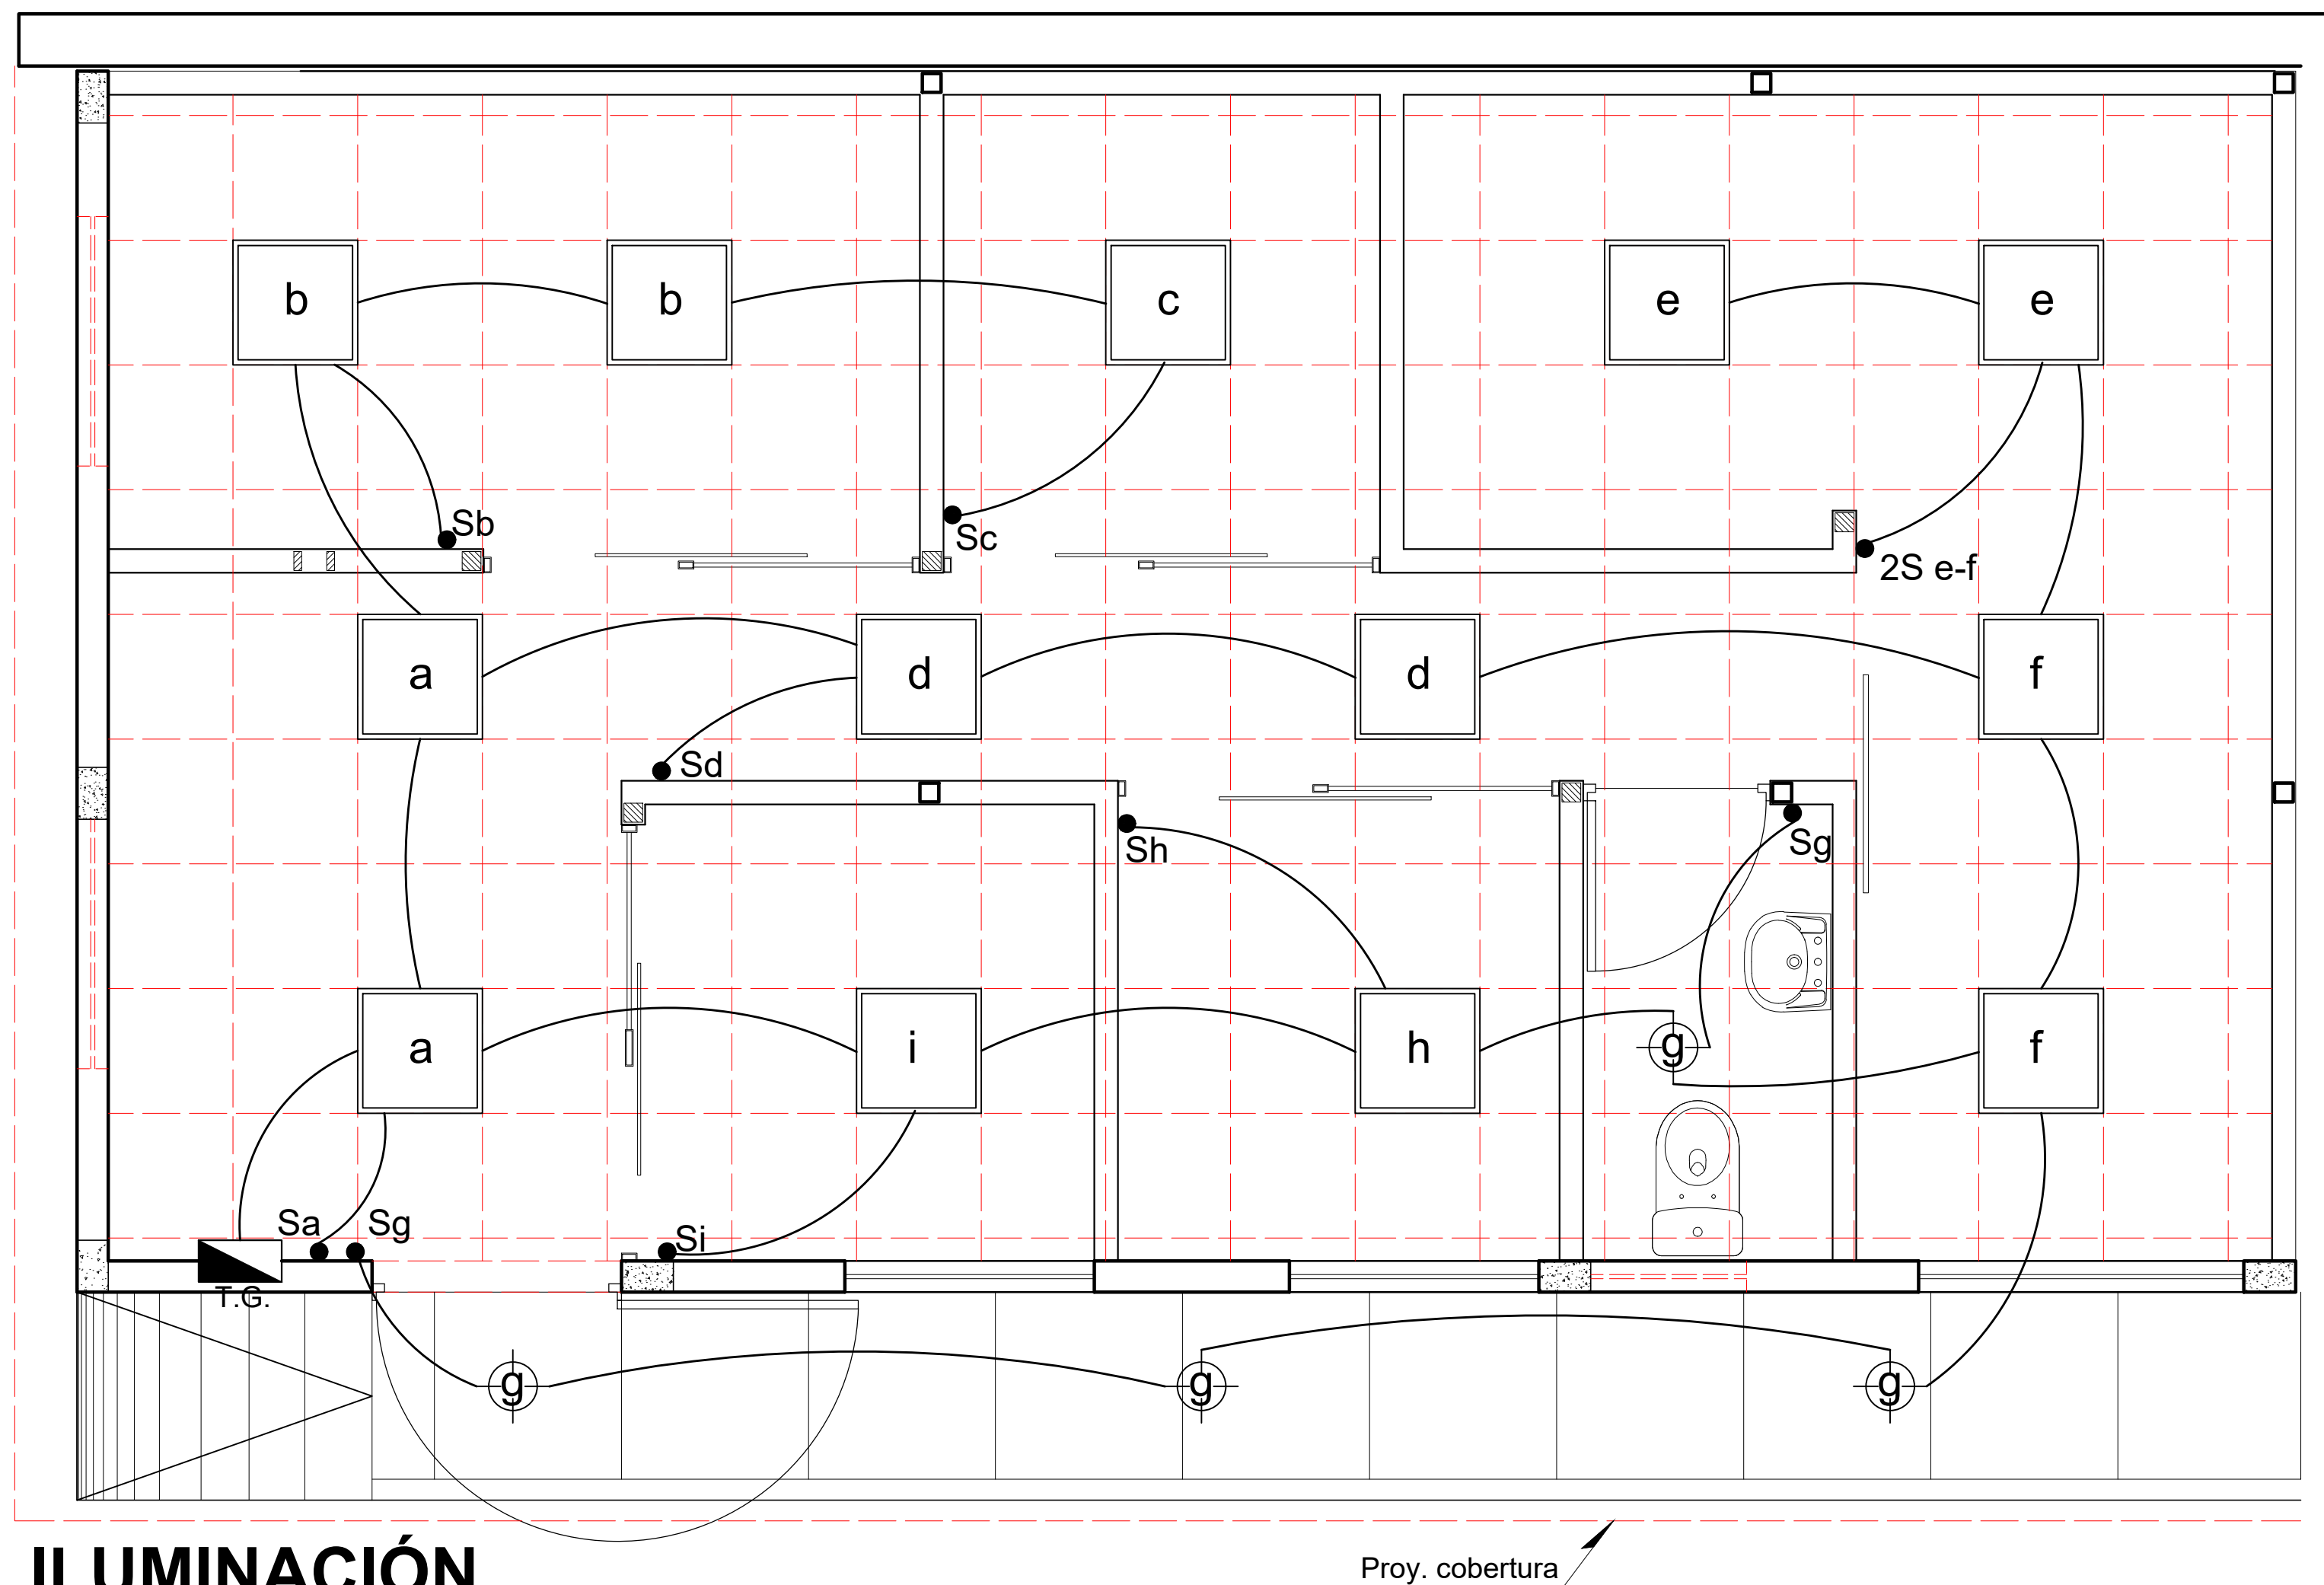 b b c e e
Sb
Sc
2S e-f
a d d f
Sd
Sh
Sg
a i h g f
Sa Sg
Si
T.G.
g g g
ILUMINACIÓN
Proy. cobertura